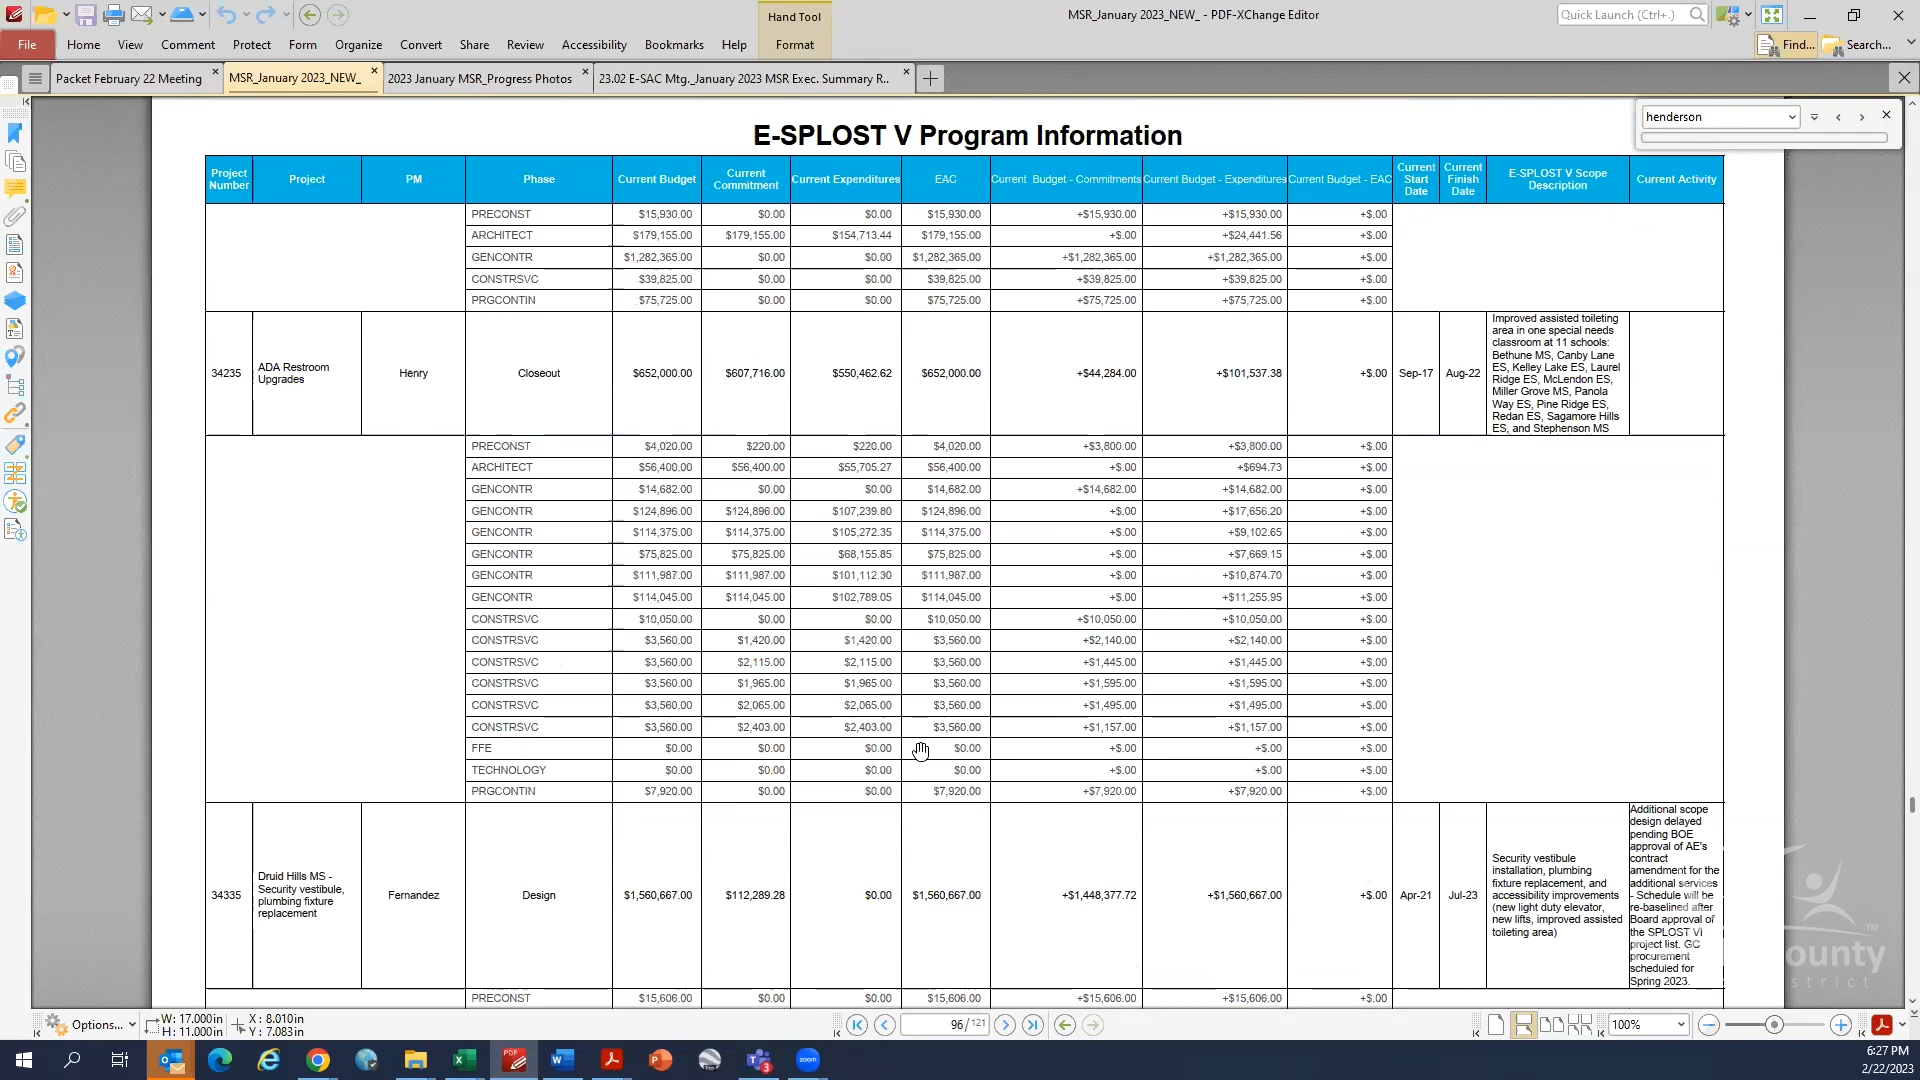 Hand Tool
MSR_January 2023_NEW_ - PDF-XChange Editor
Quick Launch (Ctrl+.)
File Home View Comment Protect Form Organize Convert Share Review Accessibility Bookmarks Help Format
Find... Search...
Packet February 22 Meeting MSR_January 2023_NEW_ 2023 January MSR_Progress Photos 23.02 E-SAC Mtg._January 2023 MSR Exec. Summary R..
henderson
E-SPLOST V Program Information
Project Number Project PM Phase Current Budget Current Commitment Current Expenditures EAC Current Budget - Commitments Current Budget - Expenditures Current Budget - EAC Current Start Date Current Finish Date E-SPLOST V Scope Description Current Activity
PRECONST $15,930.00 $0.00 $0.00 $15,930.00 +$15,930.00 +$15,930.00 +$.00
ARCHITECT $179,155.00 $179,155.00 $154,713.44 $179,155.00 +$.00 +$24,441.56 +$.00
GENCONTR $1,282,365.00 $0.00 $0.00 $1,282,365.00 +$1,282,365.00 +$1,282,365.00 +$.00
CONSTRSVC $39,825.00 $0.00 $0.00 $39,825.00 +$39,825.00 +$39,825.00 +$.00
PRGCONTIN $75,725.00 $0.00 $0.00 $75,725.00 +$75,725.00 +$75,725.00 +$.00
34235 ADA Restroom Upgrades Henry Closeout $652,000.00 $607,716.00 $550,462.62 $652,000.00 +$44,284.00 +$101,537.38 +$.00 Sep-17 Aug-22
Improved assisted toileting
area in one special needs
classroom at 11 schools:
Bethune MS, Canby Lane
ES, Kelley Lake ES, Laurel
Ridge ES, McLendon ES,
Miller Grove MS, Panola
Way ES, Pine Ridge ES,
Redan ES, Sagamore Hills
ES, and Stephenson MS
PRECONST $4,020.00 $220.00 $220.00 $4,020.00 +$3,800.00 +$3,800.00 +$.00
ARCHITECT $56,400.00 $56,400.00 $55,705.27 $56,400.00 +$.00 +$694.73 +$.00
GENCONTR $14,682.00 $0.00 $0.00 $14,682.00 +$14,682.00 +$14,682.00 +$.00
GENCONTR $124,896.00 $124,896.00 $107,239.80 $124,896.00 +$.00 +$17,656.20 +$.00
GENCONTR $114,375.00 $114,375.00 $105,272.35 $114,375.00 +$.00 +$9,102.65 +$.00
GENCONTR $75,825.00 $75,825.00 $68,155.85 $75,825.00 +$.00 +$7,669.15 +$.00
GENCONTR $111,987.00 $111,987.00 $101,112.30 $111,987.00 +$.00 +$10,874.70 +$.00
GENCONTR $114,045.00 $114,045.00 $102,789.05 $114,045.00 +$.00 +$11,255.95 +$.00
CONSTRSVC $10,050.00 $0.00 $0.00 $10,050.00 +$10,050.00 +$10,050.00 +$.00
CONSTRSVC $3,560.00 $1,420.00 $1,420.00 $3,560.00 +$2,140.00 +$2,140.00 +$.00
CONSTRSVC $3,560.00 $2,115.00 $2,115.00 $3,560.00 +$1,445.00 +$1,445.00 +$.00
CONSTRSVC $3,560.00 $1,965.00 $1,965.00 $3,560.00 +$1,595.00 +$1,595.00 +$.00
CONSTRSVC $3,560.00 $2,065.00 $2,065.00 $3,560.00 +$1,495.00 +$1,495.00 +$.00
CONSTRSVC $3,560.00 $2,403.00 $2,403.00 $3,560.00 +$1,157.00 +$1,157.00 +$.00
FFE $0.00 $0.00 $0.00 $0.00 +$.00 +$.00 +$.00
TECHNOLOGY $0.00 $0.00 $0.00 $0.00 +$.00 +$.00 +$.00
PRGCONTIN $7,920.00 $0.00 $0.00 $7,920.00 +$7,920.00 +$7,920.00 +$.00
34335 Druid Hills MS - Security vestibule, plumbing fixture replacement Fernandez Design $1,560,667.00 $112,289.28 $0.00 $1,560,667.00 +$1,448,377.72 +$1,560,667.00 +$.00 Apr-21 Jul-23
Security vestibule
installation, plumbing
fixture replacement, and
accessibility improvements
(new light duty elevator,
new lifts, improved assisted
toileting area)
Additional scope
design delayed
pending BOE
approval of AE's
contract
amendment for the
additional services
- Schedule will be
re-baselined after
Board approval of
the SPLOST VI
project list. GC
procurement
scheduled for
Spring 2023.
ounty
strict
TM
PRECONST $15,606.00 $0.00 $0.00 $15,606.00 +$15,606.00 +$15,606.00 +$.00
Options... W: 17.000in X: 8.010in
H: 11.000in Y: 7.083in
96 / 121 100%
6:27 PM
2/22/2023